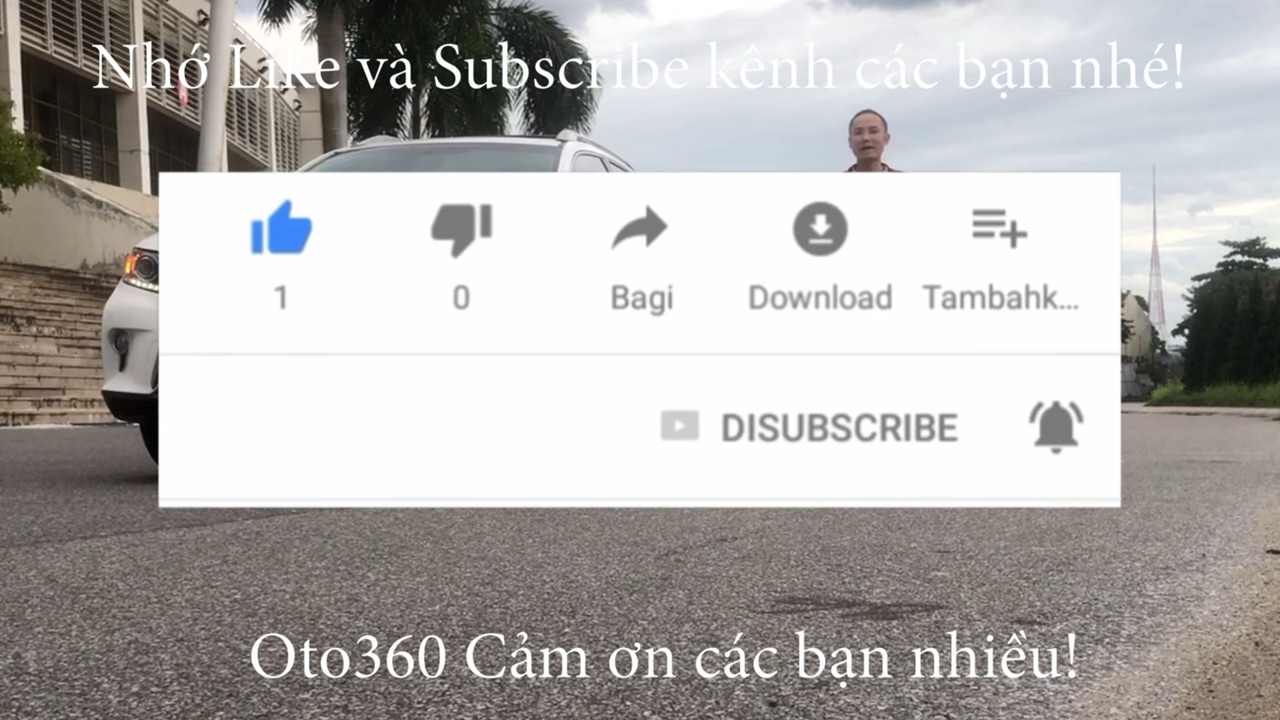 Nhớ Like và Subscribe kênh các bạn nhé!
1 0 Bagi Download Tambahk...
DISUBSCRIBE
Oto360 Cảm ơn các bạn nhiều!